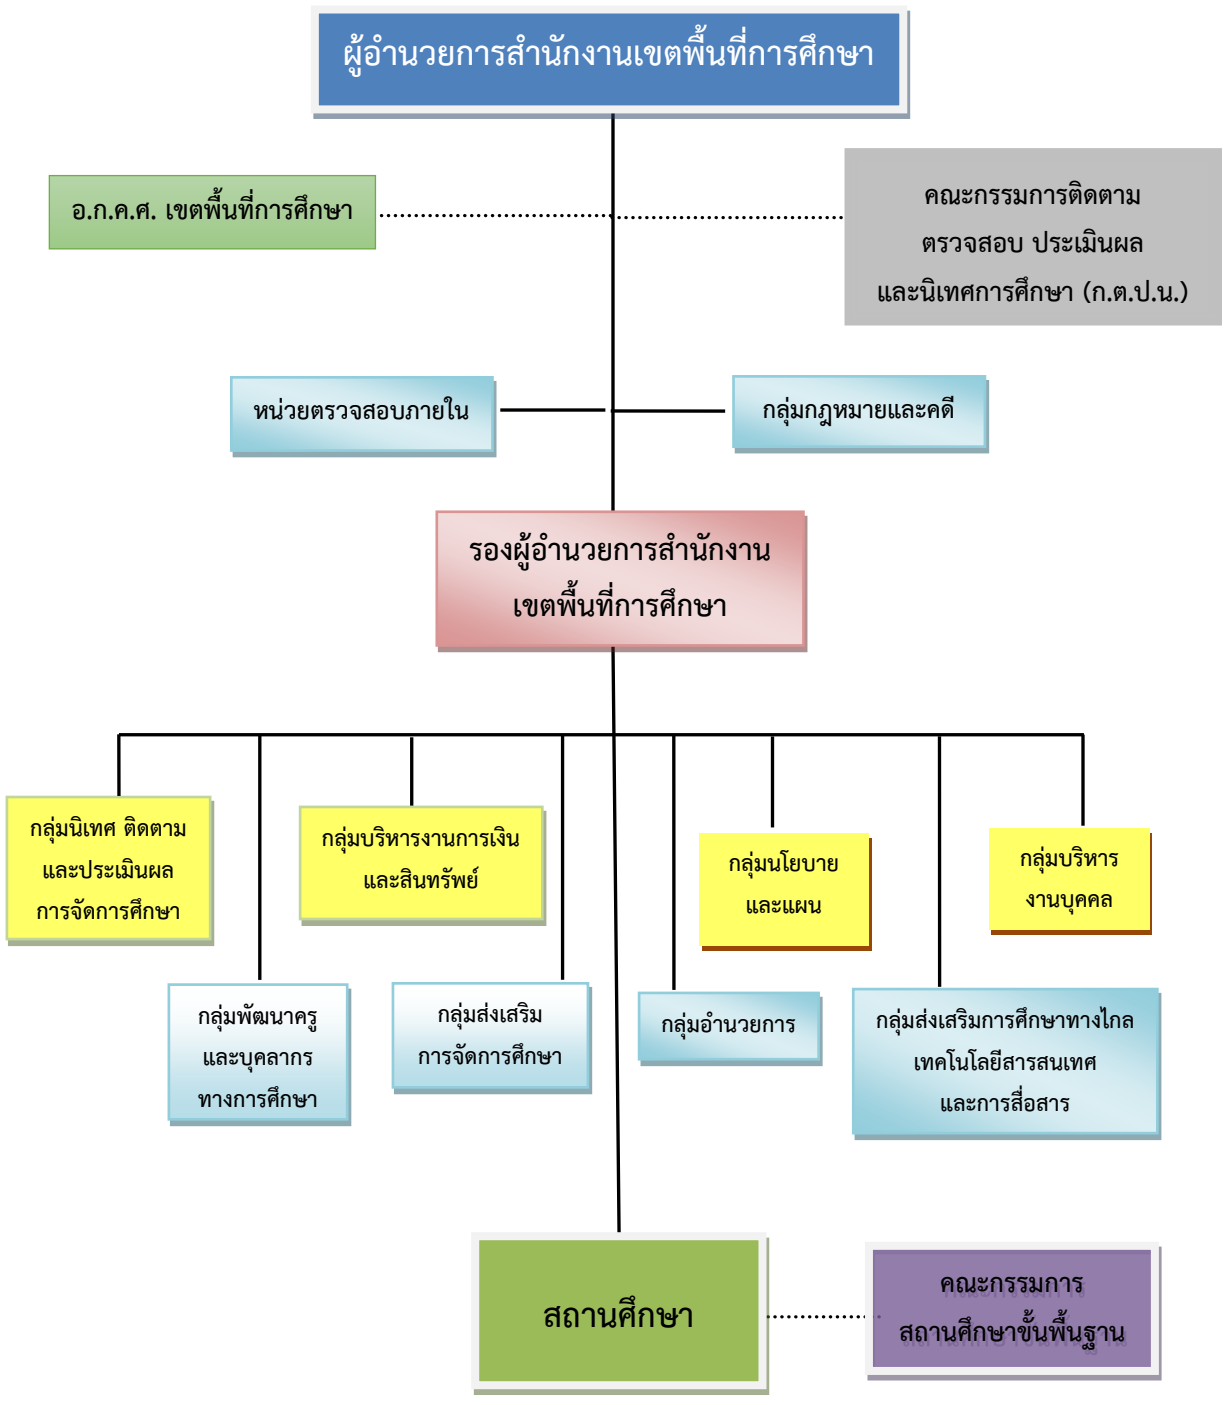 ผู้อำนวยการสำนักงานเขตพื้นที่การศึกษา
อ.ก.ค.ศ. เขตพื้นที่การศึกษา
คณะกรรมการติดตาม
ตรวจสอบ ประเมินผล
และนิเทศการศึกษา (ก.ต.ป.น.)
หน่วยตรวจสอบภายใน
กลุ่มกฎหมายและคดี
รองผู้อำนวยการสำนักงาน
เขตพื้นที่การศึกษา
กลุ่มนิเทศ ติดตาม
และประเมินผล
การจัดการศึกษา
กลุ่มบริหารงานการเงิน
และสินทรัพย์
กลุ่มนโยบาย
และแผน
กลุ่มบริหาร
งานบุคคล
กลุ่มพัฒนาครู
และบุคลากร
ทางการศึกษา
กลุ่มส่งเสริม
การจัดการศึกษา
กลุ่มอำนวยการ
กลุ่มส่งเสริมการศึกษาทางไกล
เทคโนโลยีสารสนเทศ
และการสื่อสาร
สถานศึกษา
คณะกรรมการ
สถานศึกษาขั้นพื้นฐาน